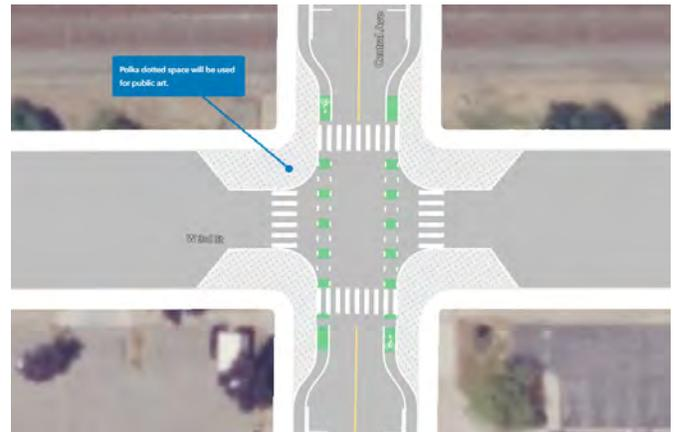 Central Ave
Polka dotted space will be used
for public art.
W 3rd St